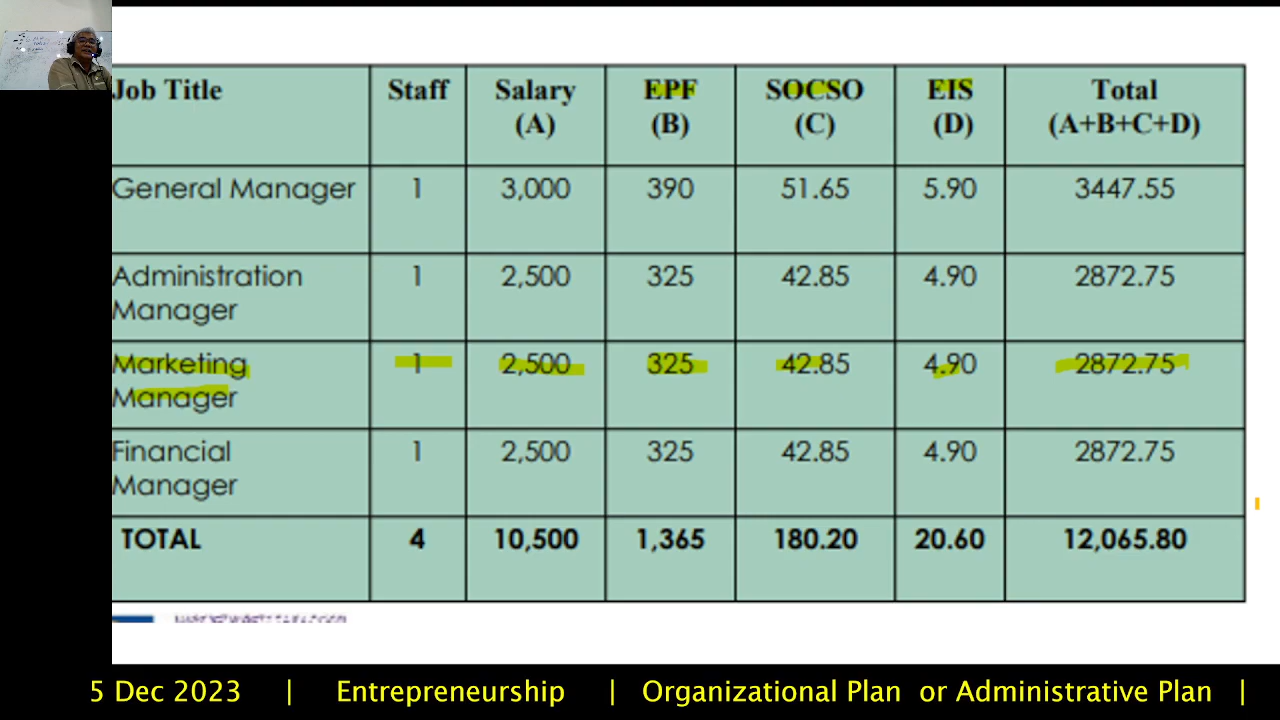 Job Title Staff Salary EPF SOCSO EIS Total
(A) (B) (C) (D) (A+B+C+D)
General Manager 1 3,000 390 51.65 5.90 3447.55
Administration 1 2,500 325 42.85 4.90 2872.75
Manager
Marketing 1 2,500 325 42.85 4.90 2872.75
Manager
Financial 1 2,500 325 42.85 4.90 2872.75
Manager
TOTAL 4 10,500 1,365 180.20 20.60 12,065.80
5 Dec 2023 | Entrepreneurship | Organizational Plan or Administrative Plan |